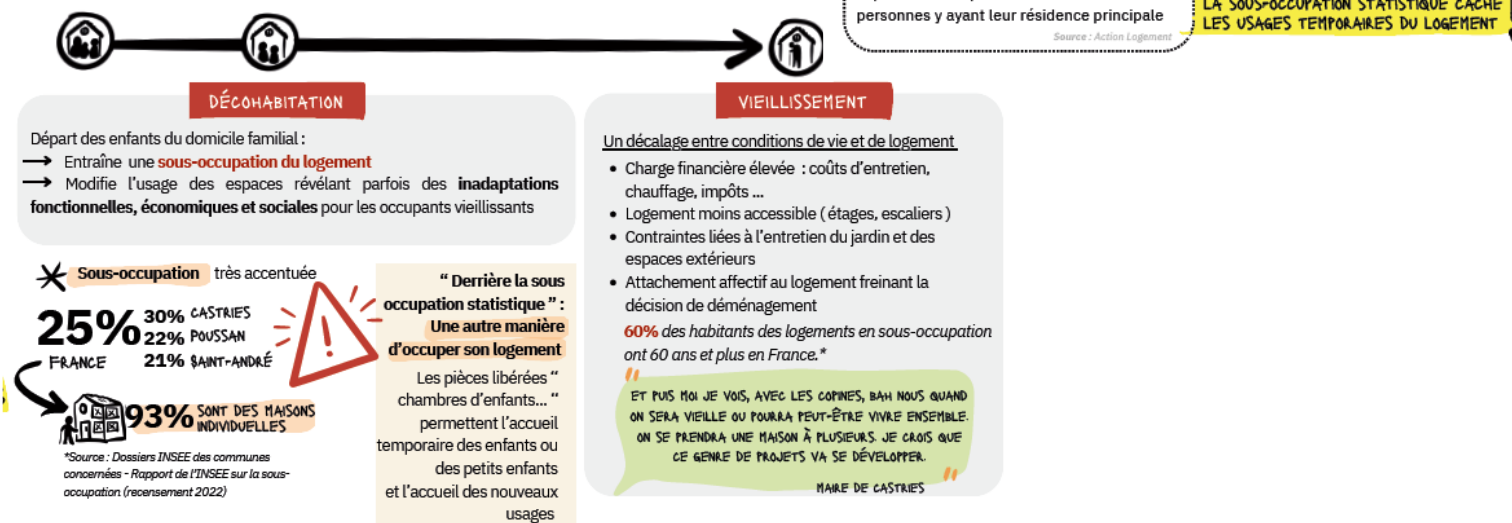 personnes y ayant leur résidence principale
Source : Action Logement
LA SOUS-OCCUPATION STATISTIQUE CACHE
LES USAGES TEMPORAIRES DU LOGEMENT
DÉCOHABITATION
Départ des enfants du domicile familial :
→ Entraîne une sous-occupation du logement
→ Modifie l'usage des espaces révélant parfois des inadaptations
fonctionnelles, économiques et sociales pour les occupants vieillissants
Sous-occupation très accentuée
25%
FRANCE
30% CASTRIES
22% POUSSAN
21% SAINT-ANDRÉ
93% SONT DES MAISONS
INDIVIDUELLES
*Source : Dossiers INSEE des communes
concernées - Rapport de l'INSEE sur la sous-
occupation (recensement 2022)
“ Derrière la sous
occupation statistique ” :
Une autre manière
d'occuper son logement
Les pièces libérées “
chambres d'enfants... “
permettent l'accueil
temporaire des enfants ou
des petits enfants
et l'accueil des nouveaux
usages
VIEILLISSEMENT
Un décalage entre conditions de vie et de logement
• Charge financière élevée : coûts d'entretien,
chauffage, impôts ...
• Logement moins accessible ( étages, escaliers )
• Contraintes liées à l'entretien du jardin et des
espaces extérieurs
• Attachement affectif au logement freinant la
décision de déménagement
60% des habitants des logements en sous-occupation
ont 60 ans et plus en France.*
ET PUIS MOI JE VOIS, AVEC LES COPINES, BAH NOUS QUAND
ON SERA VIEILLE OU POURRA PEUT-ÊTRE VIVRE ENSEMBLE.
ON SE PRENDRA UNE MAISON À PLUSIEURS. JE CROIS QUE
CE GENRE DE PROJETS VA SE DÉVELOPPER.
MAIRE DE CASTRIES